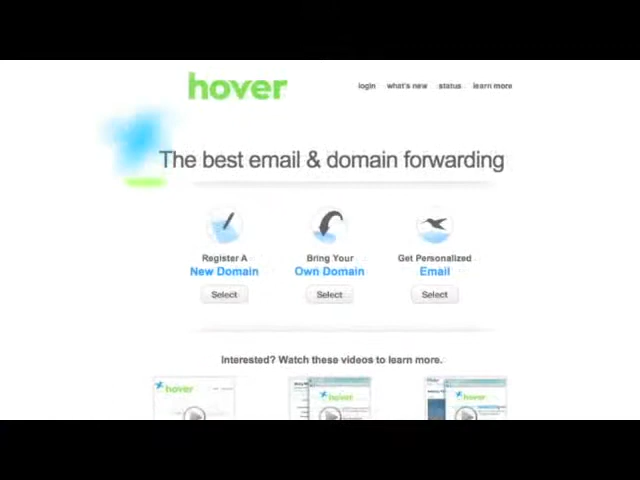 hover
login what's new status learn more
The best email & domain forwarding
Register A Bring Your Get Personalized
New Domain Own Domain Email
Select Select Select
Interested? Watch these videos to learn more.
hover hover hover